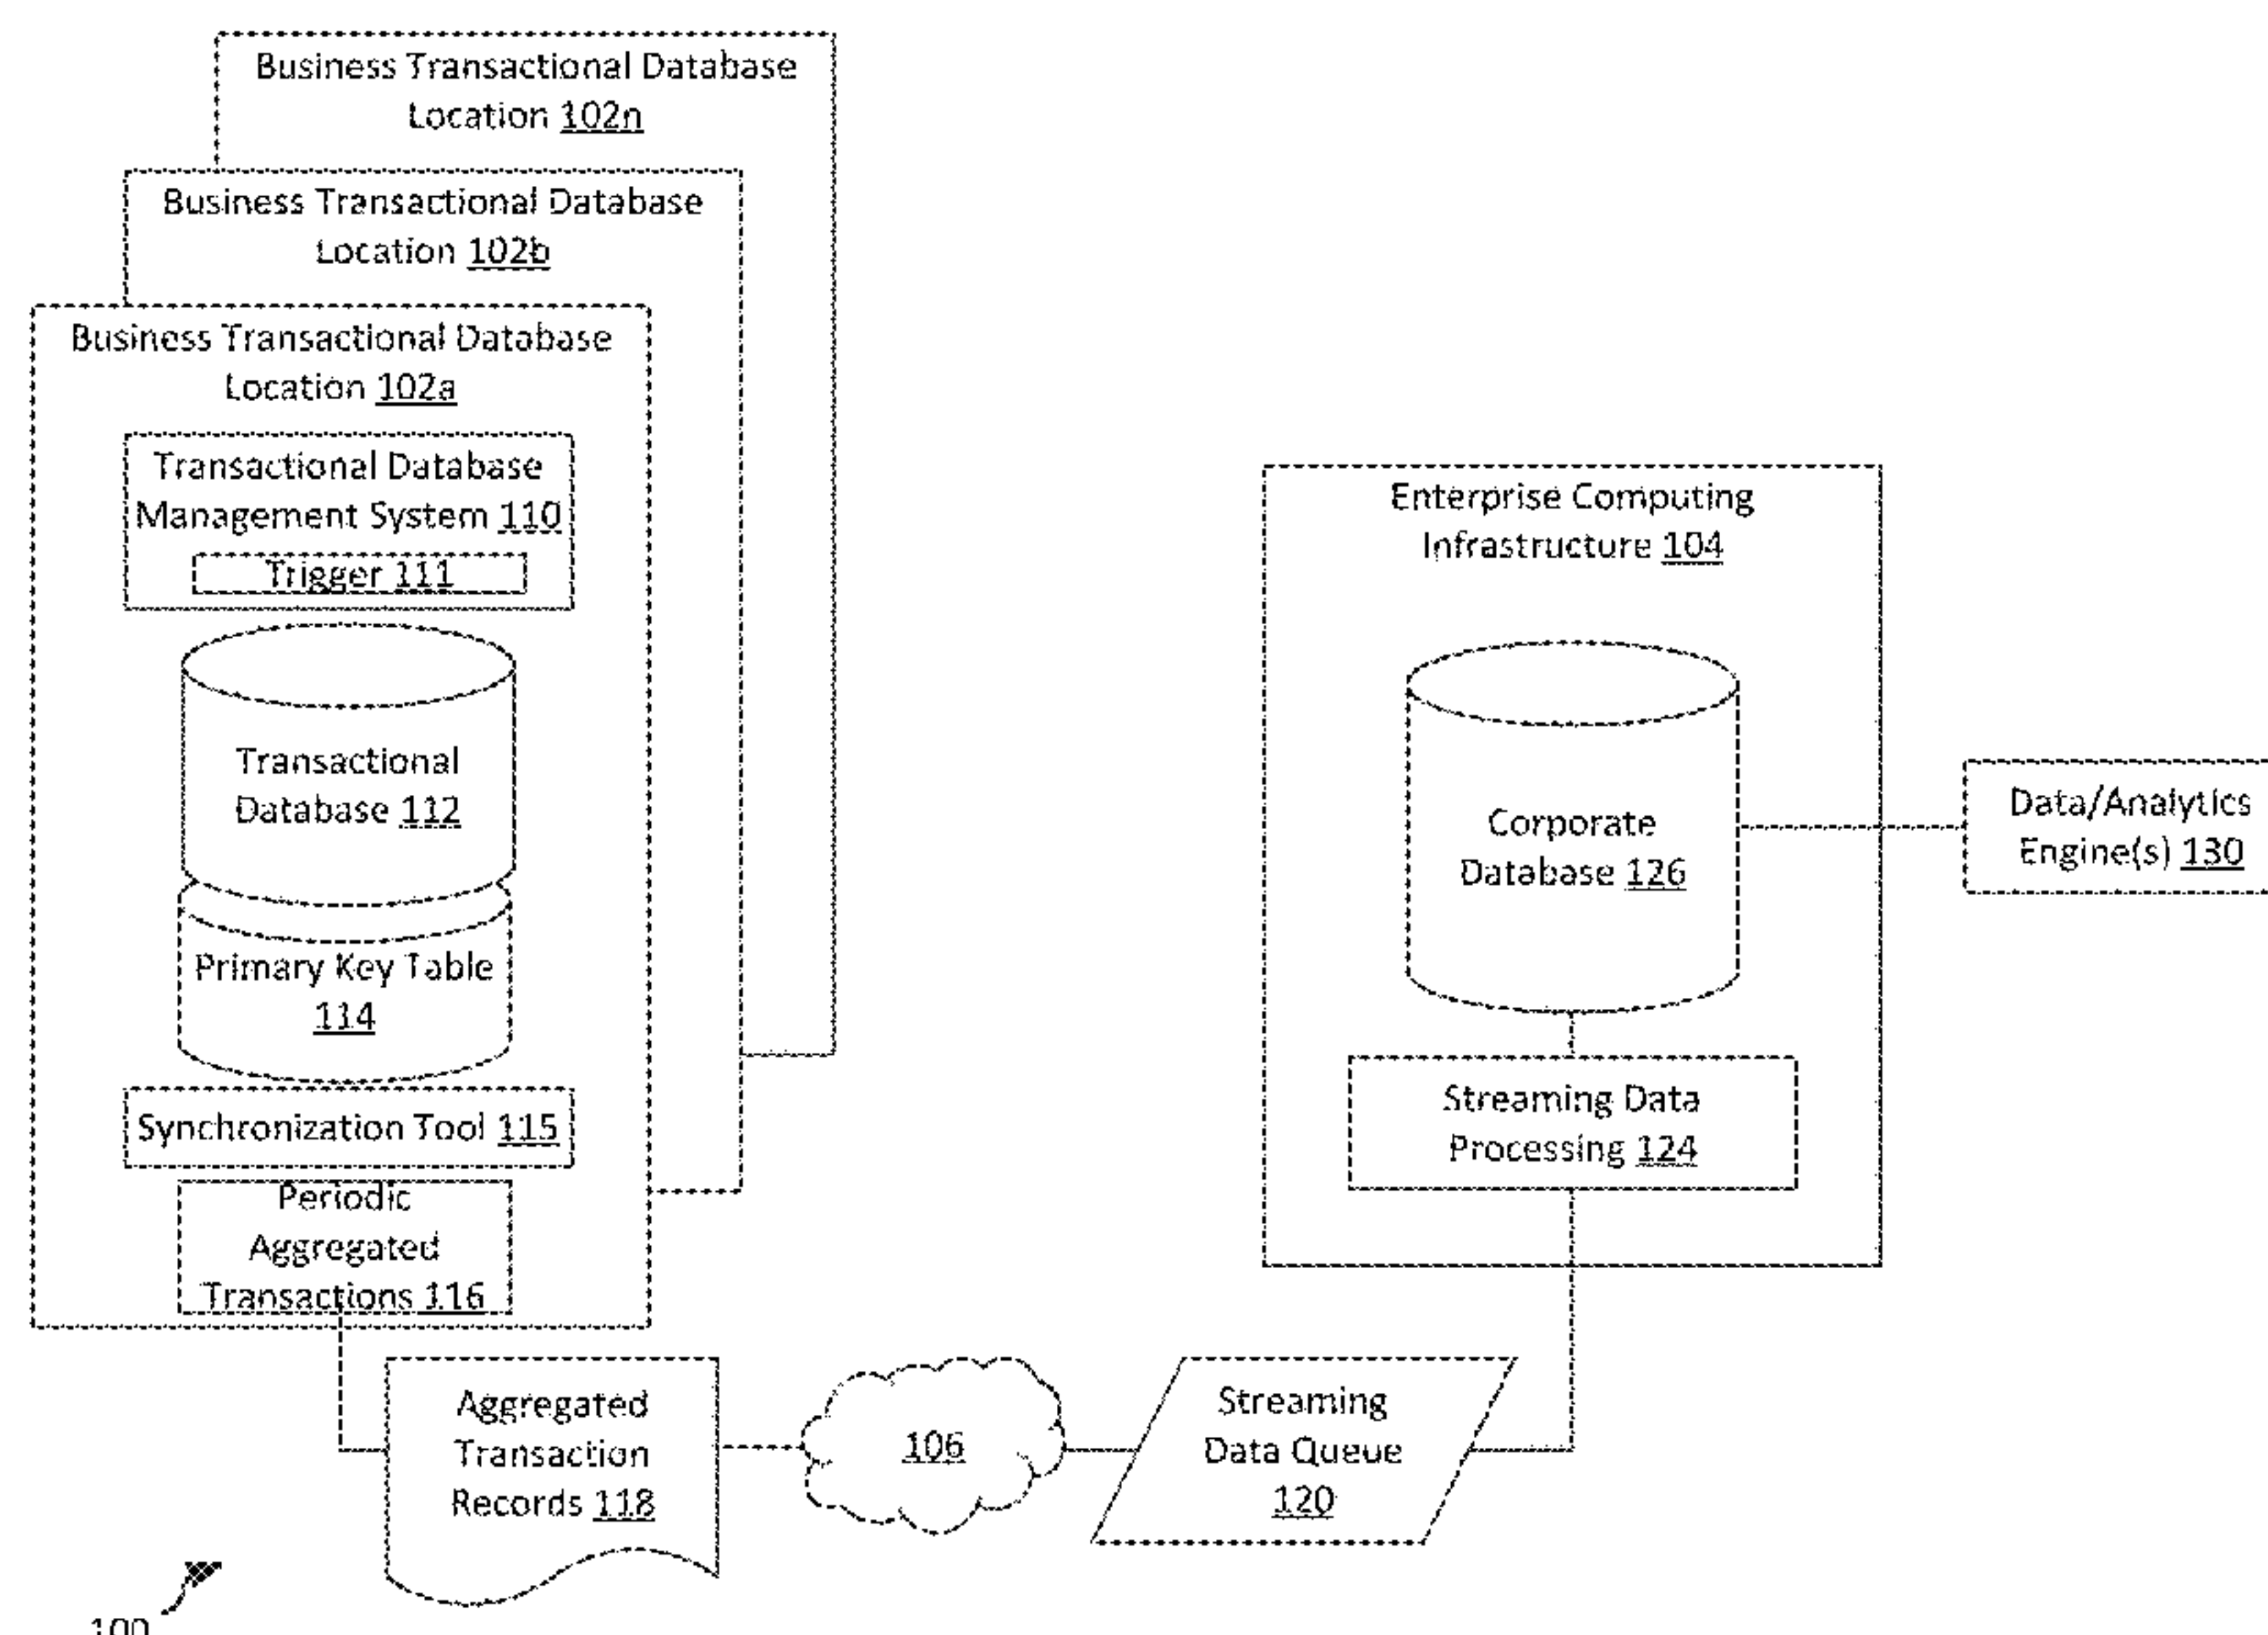 Business Transactional Database
Location 102n
Business Transactional Database
Location 102b
Business Transactional Database
Location 102a
Transactional Database
Management System 110
Trigger 111
Transactional
Database 112
Primary Key Table
114
Synchronization Tool 115
Periodic
Aggregated
Transactions 116
Aggregated
Transaction
Records 118
106
Streaming
Data Queue
120
Enterprise Computing
Infrastructure 104
Corporate
Database 126
Streaming Data
Processing 124
Data/Analytics
Engine(s) 130
100